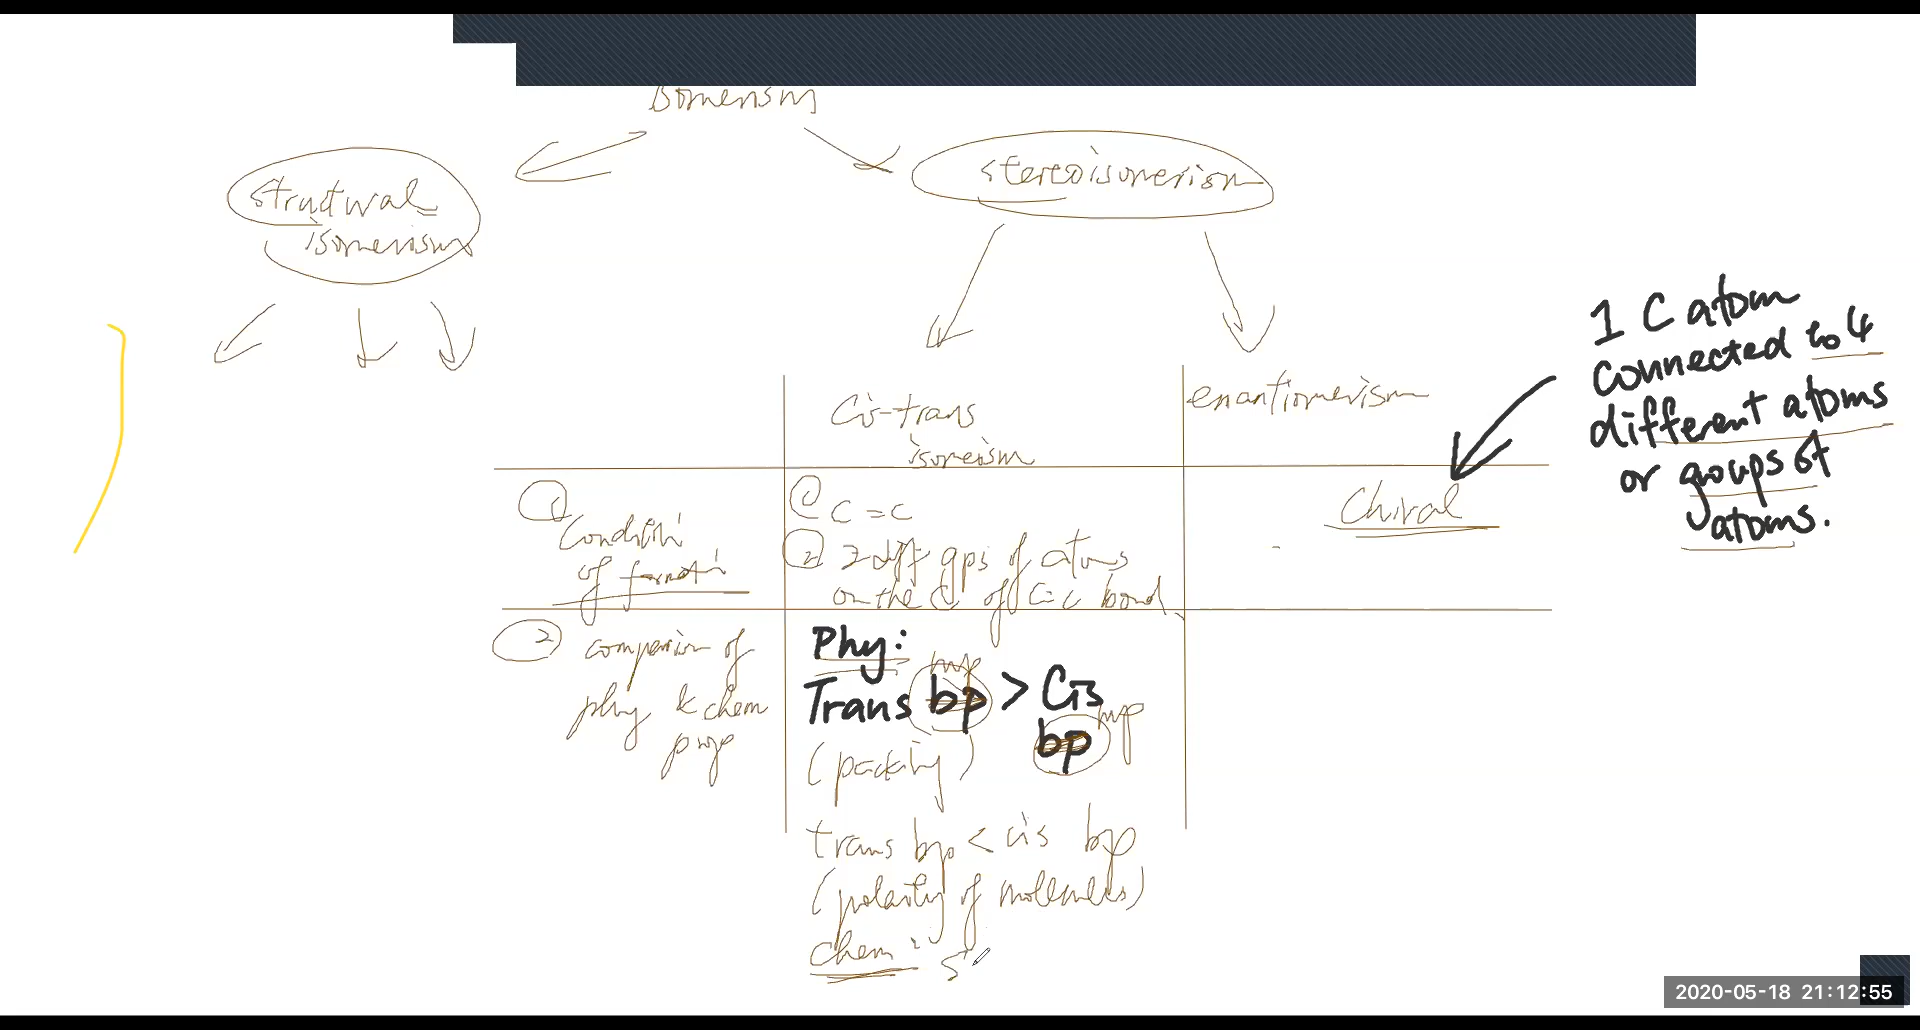 Isomerism
structural
isomerism
stereoisomerism
1 C atom
connected to 4
different atoms
or groups of
atoms.
Cis-trans
isomerism
enantiomerism
1
Condition
of formation
1 C = C
2 2 diff gps of atoms
on the C of C=C bond
Chiral
2 comparison of
phy & chem
prop
Phy:
mp
Trans bp > Cis
bp mp
(packing)
trans bp < cis bp
(polarity of molecules)
chem: s
2020-05-18 21:12:55